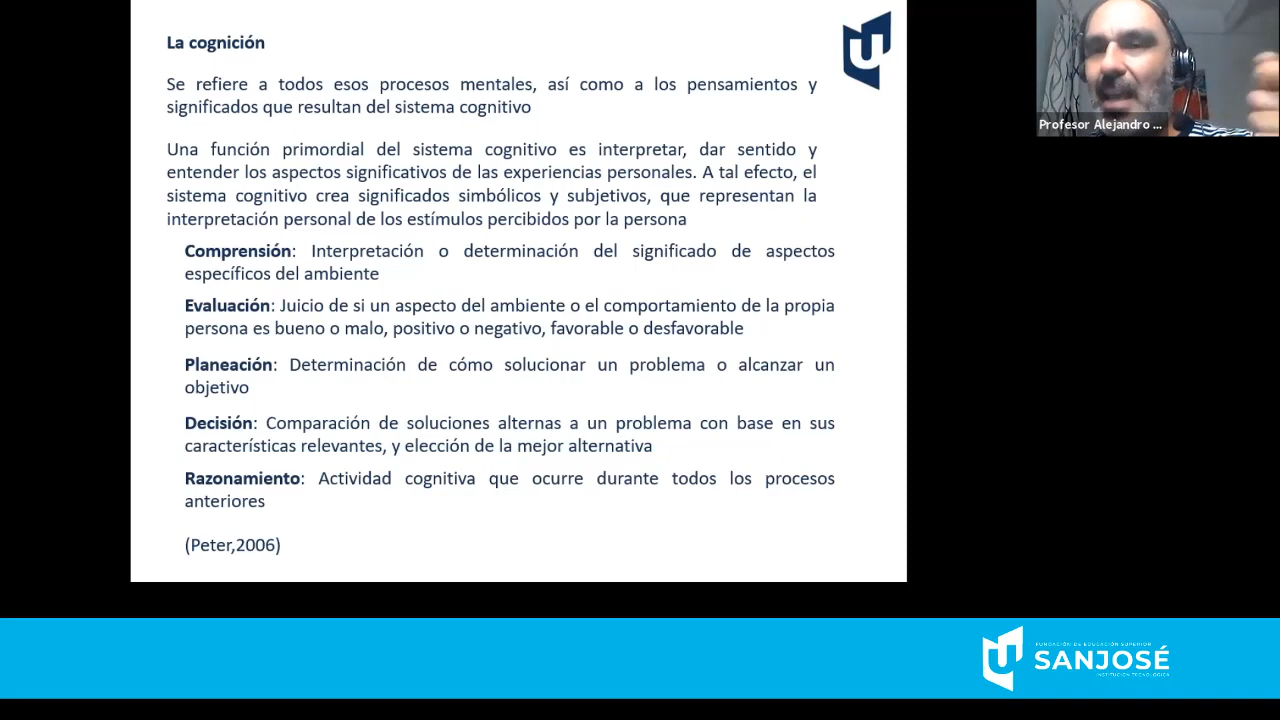 La cognición
Se refiere a todos esos procesos mentales, así como a los pensamientos y
significados que resultan del sistema cognitivo
Una función primordial del sistema cognitivo es interpretar, dar sentido y
entender los aspectos significativos de las experiencias personales. A tal efecto, el
sistema cognitivo crea significados simbólicos y subjetivos, que representan la
interpretación personal de los estímulos percibidos por la persona
Comprensión: Interpretación o determinación del significado de aspectos
específicos del ambiente
Evaluación: Juicio de si un aspecto del ambiente o el comportamiento de la propia
persona es bueno o malo, positivo o negativo, favorable o desfavorable
Planeación: Determinación de cómo solucionar un problema o alcanzar un
objetivo
Decisión: Comparación de soluciones alternas a un problema con base en sus
características relevantes, y elección de la mejor alternativa
Razonamiento: Actividad cognitiva que ocurre durante todos los procesos
anteriores
(Peter,2006)
Profesor Alejandro ...
FUNDACIÓN DE EDUCACIÓN SUPERIOR
SANJOSÉ
INSTITUCIÓN TECNOLÓGICA